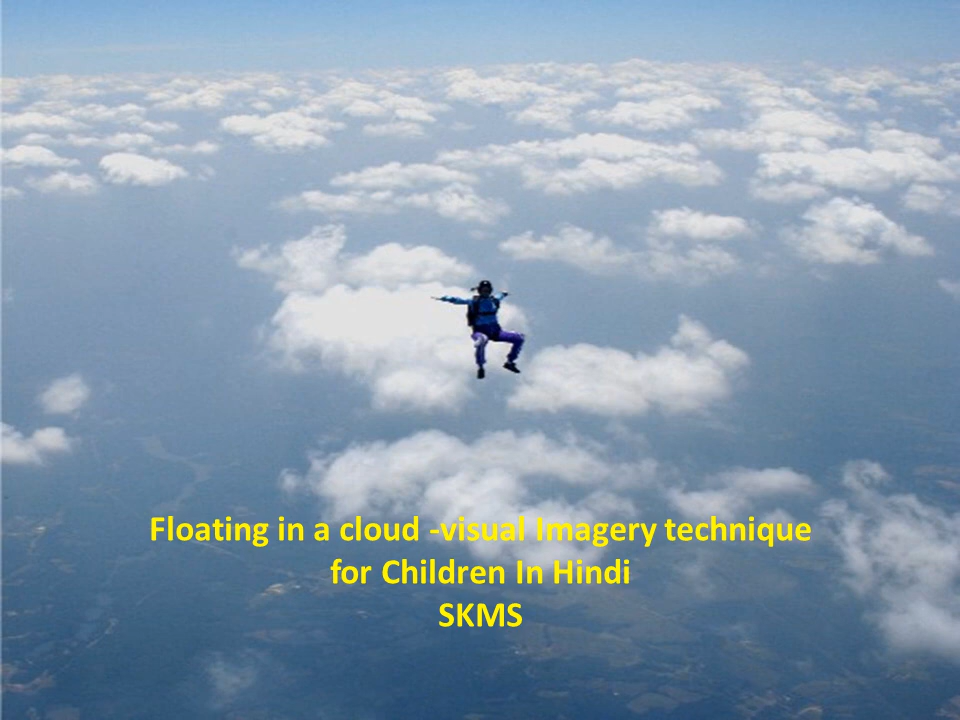 Floating in a cloud -visual Imagery technique
for Children In Hindi
SKMS